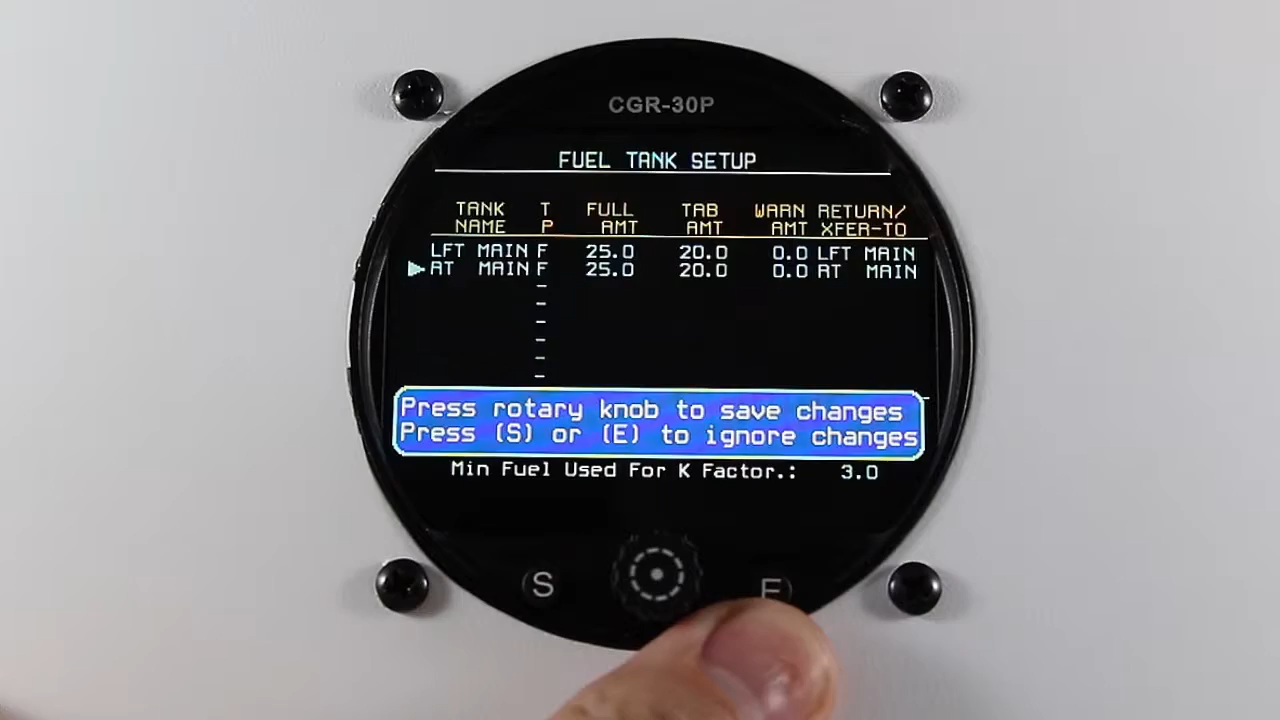 CGR-30P
FUEL TANK SETUP
TANK T FULL TAB WARN RETURN/
NAME P AMT AMT AMT XFER-TO
LFT MAIN F 25.0 20.0 0.0 LFT MAIN
RT MAIN F 25.0 20.0 0.0 RT MAIN
-
-
-
-
-
-
Press rotary knob to save changes
Press (S) or (E) to ignore changes
Min Fuel Used For K Factor.: 3.0
S E